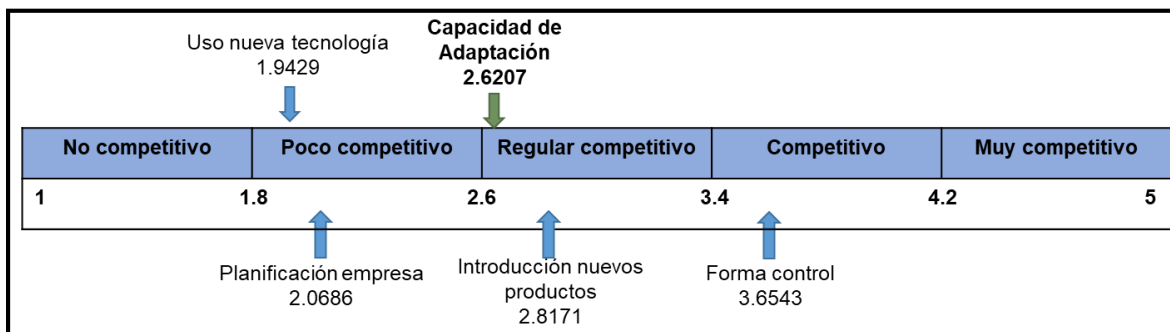 Uso nueva tecnología
1.9429
Capacidad de
Adaptación
2.6207
No competitivo
Poco competitivo
Regular competitivo
Competitivo
Muy competitivo
1
1.8
2.6
3.4
4.2
5
Planificación empresa
2.0686
Introducción nuevos
productos
2.8171
Forma control
3.6543